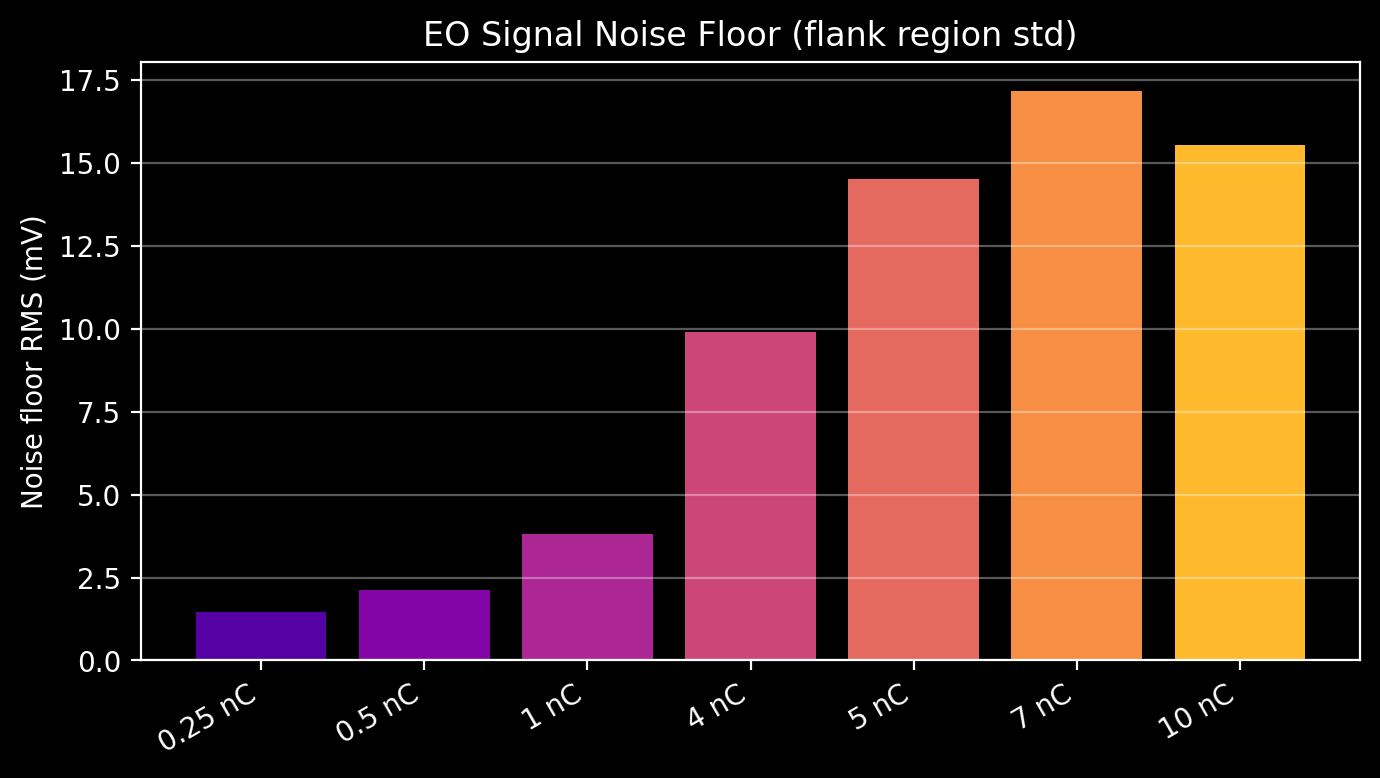 EO Signal Noise Floor (flank region std)
Noise floor RMS (mV)
17.5
15.0
12.5
10.0
7.5
5.0
2.5
0.0
0.25 nC
0.5 nC
1 nC
4 nC
5 nC
7 nC
10 nC